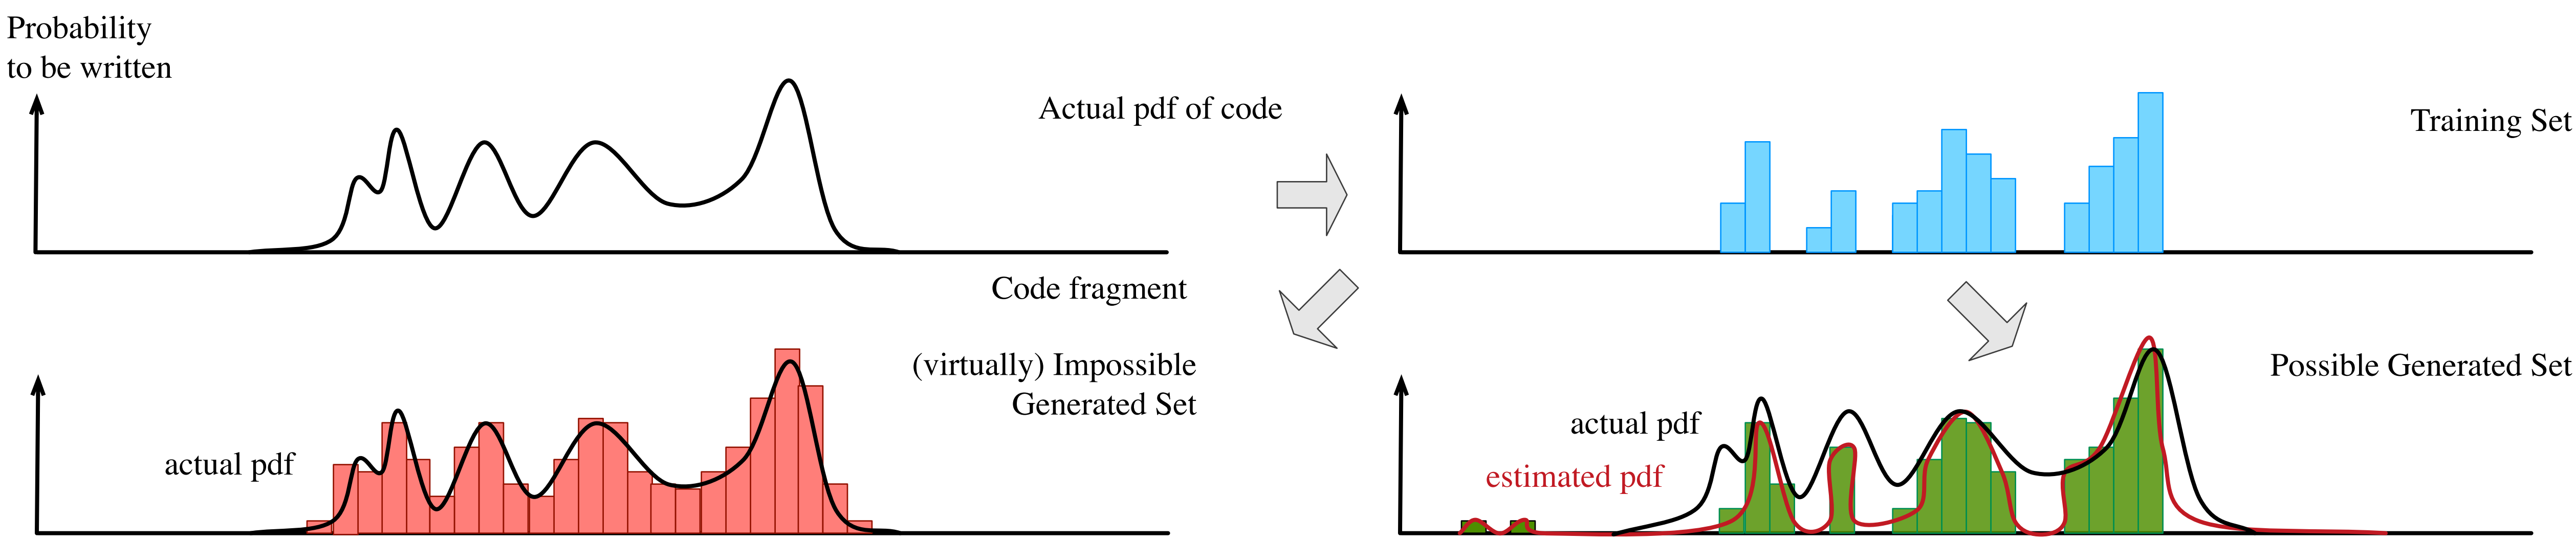 Probability
to be written
Actual pdf of code
Training Set
Code fragment
(virtually) Impossible
Generated Set
actual pdf
Possible Generated Set
actual pdf
estimated pdf